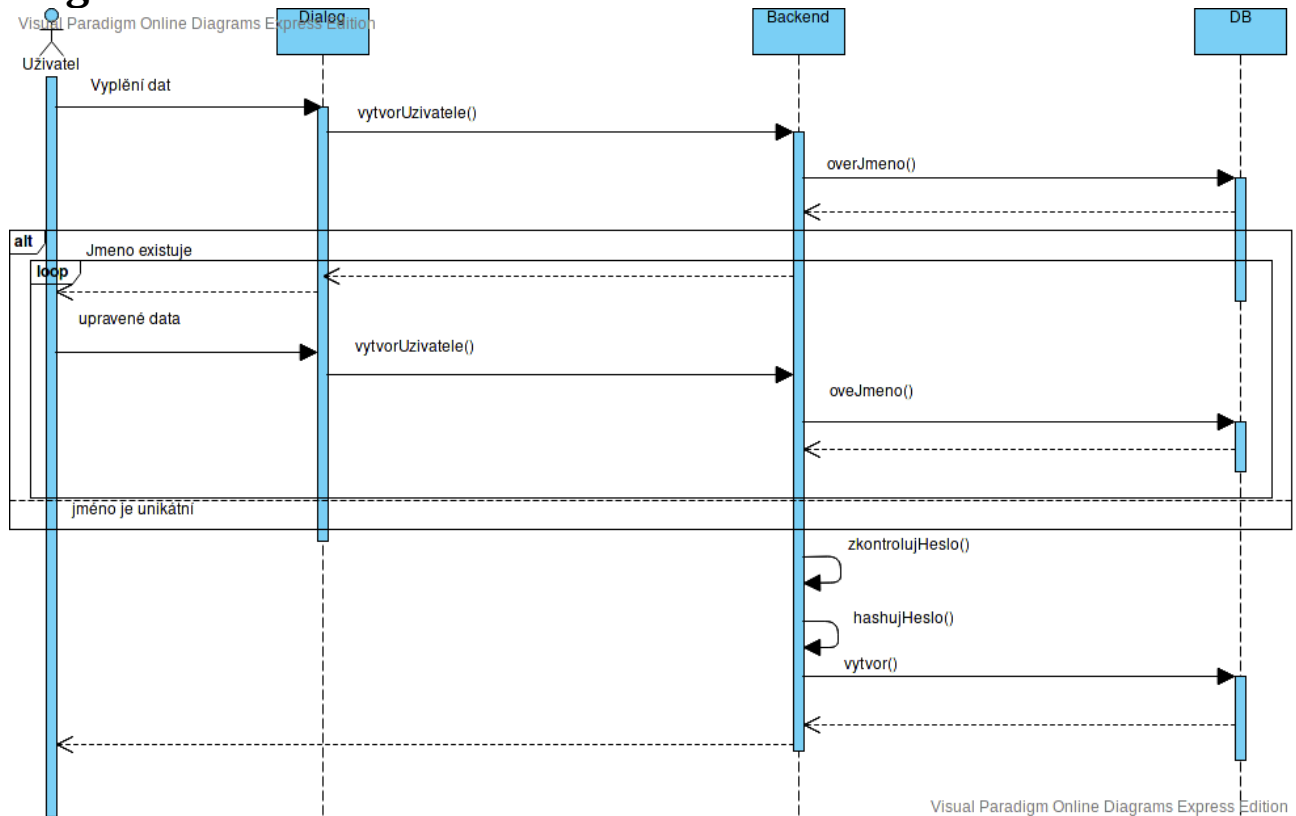 Visual Paradigm Online Diagrams Express Edition
Dialog
Backend
DB
Uživatel
Vyplění dat
vytvorUzivatele()
overJmeno()
alt
Jmeno existuje
loop
upravené data
vytvorUzivatele()
oveJmeno()
jméno je unikátní
zkontrolujHeslo()
hashujHeslo()
vytvor()
Visual Paradigm Online Diagrams Express Edition